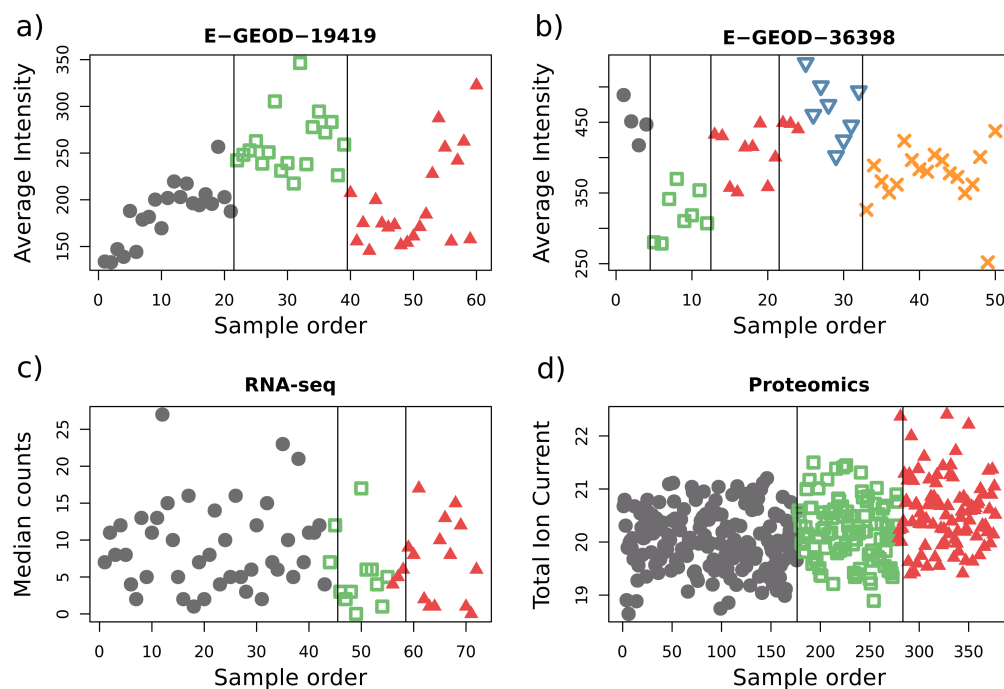 a)
E−GEOD−19419
Average Intensity
350
300
250
200
150
0 10 20 30 40 50 60
Sample order
b)
E−GEOD−36398
Average Intensity
450
350
250
0 10 20 30 40 50
Sample order
c)
RNA-seq
Median counts
25
20
15
10
5
0
0 10 20 30 40 50 60 70
Sample order
d)
Proteomics
Total Ion Current
22
21
20
19
0 50 100 150 200 250 300 350
Sample order